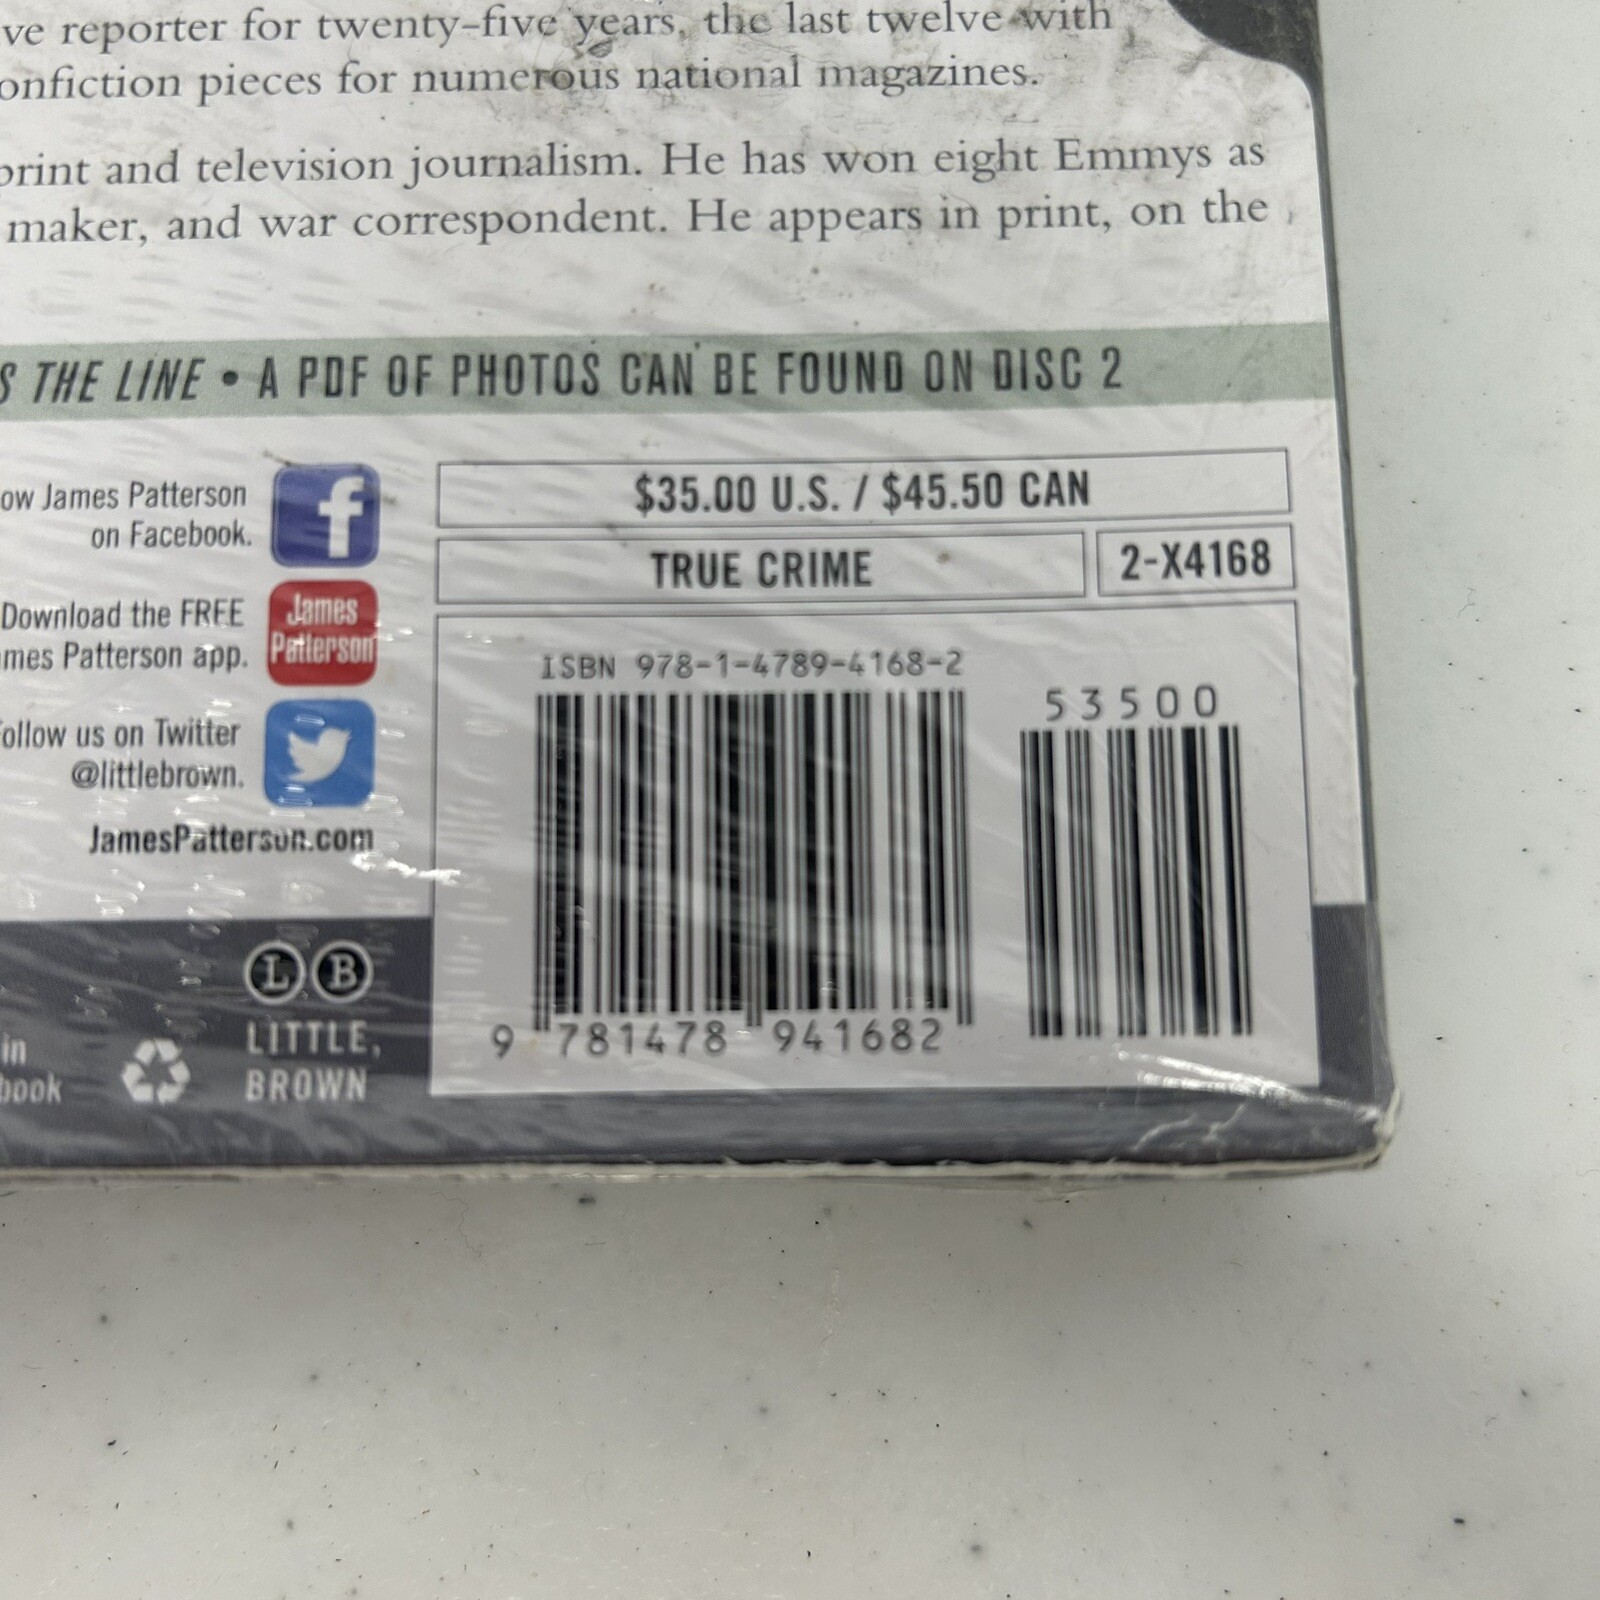 ve reporter for twenty-five years, the last twelve with
onfiction pieces for numerous national magazines.
print and television journalism. He has won eight Emmys as
maker, and war correspondent. He appears in print, on the
S THE LINE • A PDF OF PHOTOS CAN BE FOUND ON DISC 2
ow James Patterson
on Facebook.
f
Download the FREE
mes Patterson app.
James
Patterson
ollow us on Twitter
@littlebrown.
JamesPatterson.com
$35.00 U.S. / $45.50 CAN
TRUE CRIME
2-X4168
ISBN 978-1-4789-4168-2
53500
9 781478 941682
L B
LITTLE,
BROWN
in
book